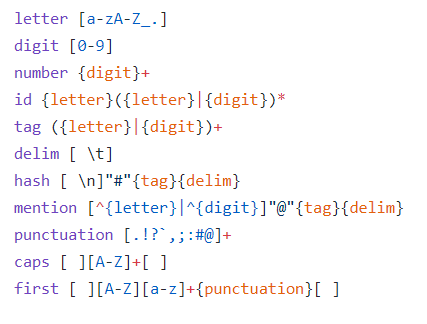 letter [a-zA-Z_.]
digit [0-9]
number {digit}+
id {letter}({letter}|{digit})*
tag ({letter}|{digit})+
delim [ \t]
hash [ \n]"#"{tag}{delim}
mention [^{letter}|^{digit}]"@"{tag}{delim}
punctuation [.!?`,;:#@]+
caps [ ][A-Z]+[ ]
first [ ][A-Z][a-z]+{punctuation}[ ]